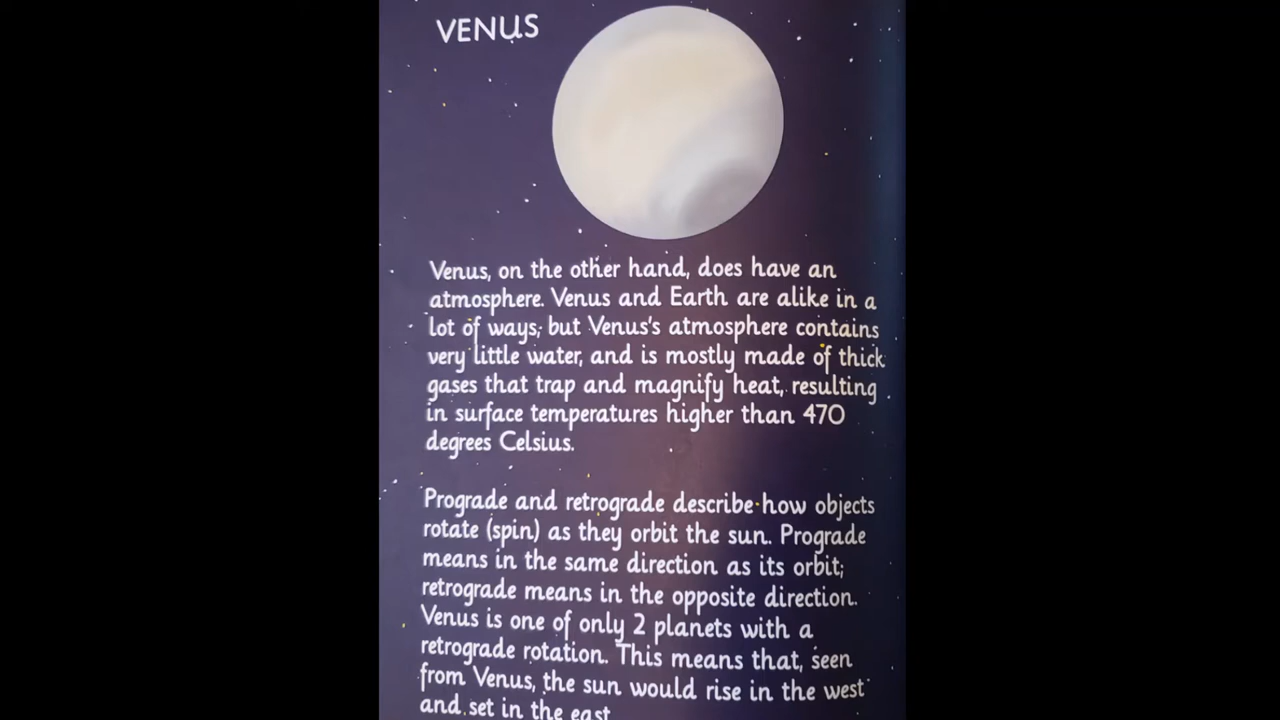 VENUS
Venus, on the other hand, does have an
atmosphere. Venus and Earth are alike in a
lot of ways, but Venus's atmosphere contains
very little water, and is mostly made of thick
gases that trap and magnify heat, resulting
in surface temperatures higher than 470
degrees Celsius.
Prograde and retrograde describe how objects
rotate (spin) as they orbit the sun. Prograde
means in the same direction as its orbit;
retrograde means in the opposite direction.
Venus is one of only 2 planets with a
retrograde rotation. This means that, seen
from Venus, the sun would rise in the west
and set in the east